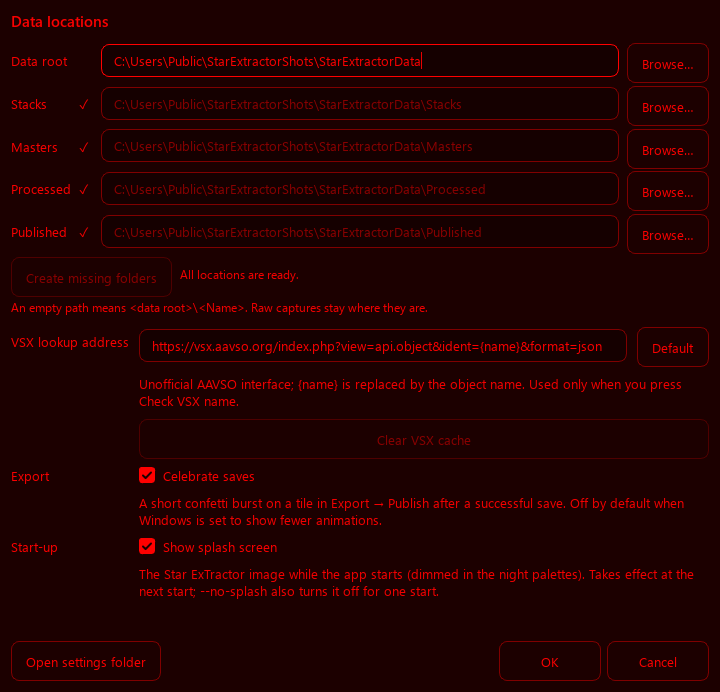 Data locations
Data root C:\Users\Public\StarExtractorShots\StarExtractorData Browse...
Stacks ✓ C:\Users\Public\StarExtractorShots\StarExtractorData\Stacks Browse...
Masters ✓ C:\Users\Public\StarExtractorShots\StarExtractorData\Masters Browse...
Processed ✓ C:\Users\Public\StarExtractorShots\StarExtractorData\Processed Browse...
Published ✓ C:\Users\Public\StarExtractorShots\StarExtractorData\Published Browse...
Create missing folders All locations are ready.
An empty path means <data root>\<Name>. Raw captures stay where they are.
VSX lookup address https://vsx.aavso.org/index.php?view=api.object&ident={name}&format=json Default
Unofficial AAVSO interface; {name} is replaced by the object name. Used only when you press
Check VSX name.
Clear VSX cache
Export ✓ Celebrate saves
A short confetti burst on a tile in Export → Publish after a successful save. Off by default when
Windows is set to show fewer animations.
Start-up ✓ Show splash screen
The Star ExTractor image while the app starts (dimmed in the night palettes). Takes effect at the
next start; --no-splash also turns it off for one start.
Open settings folder OK Cancel